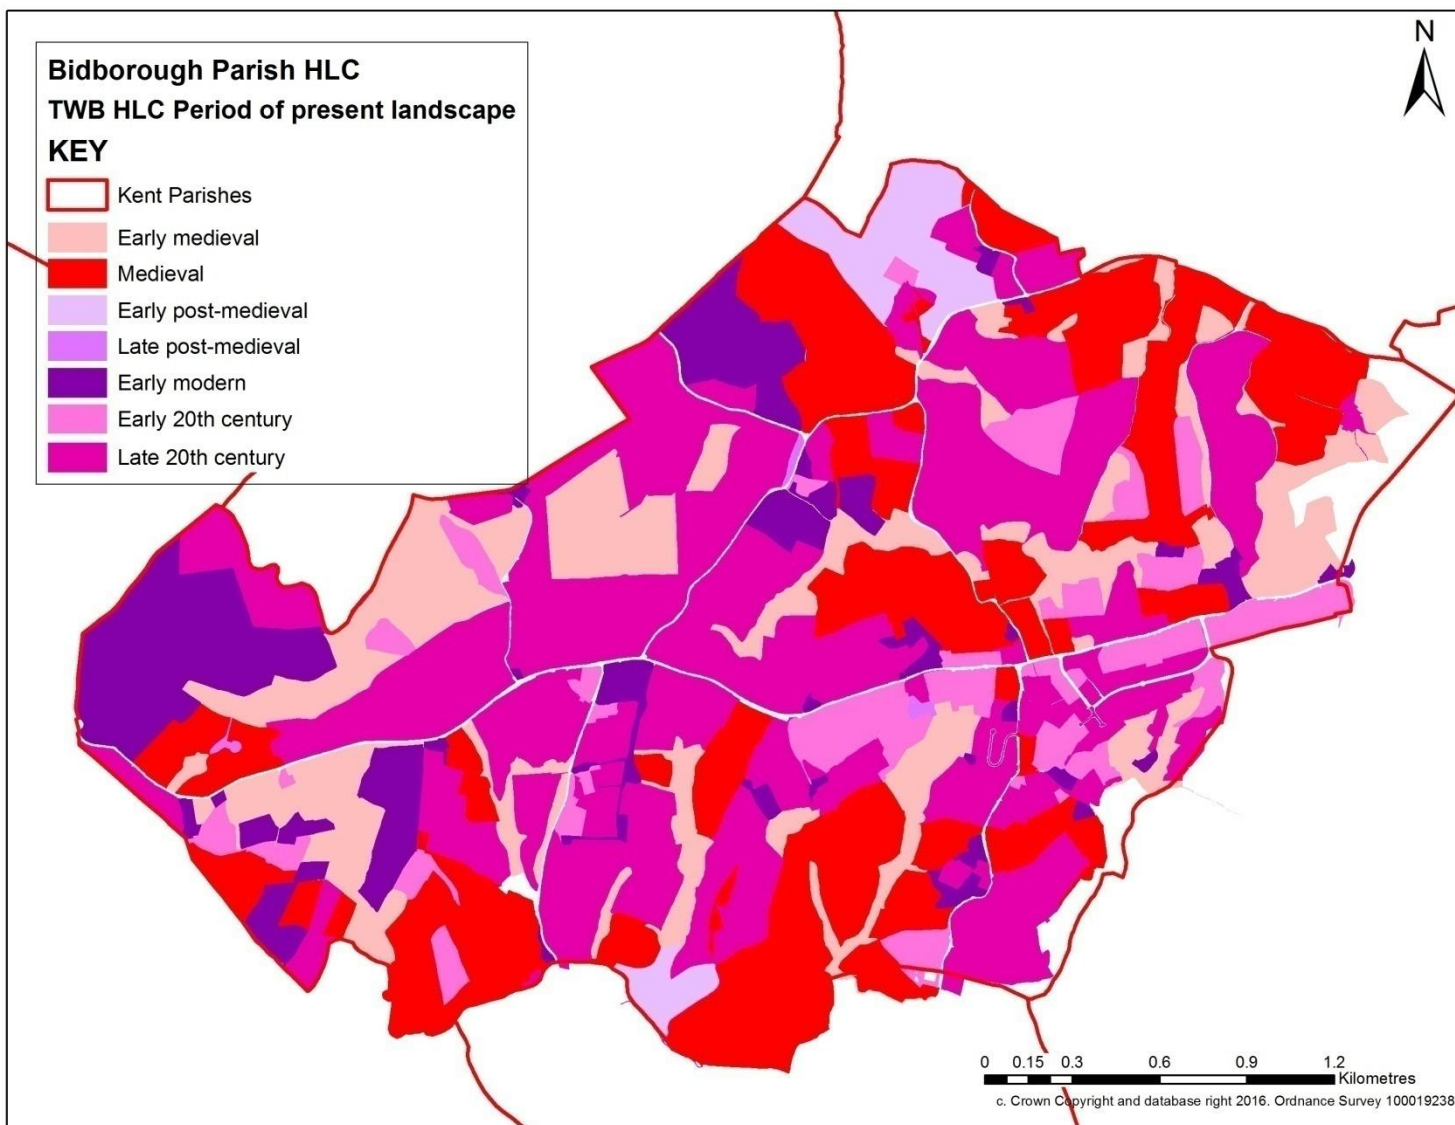 N
Bidborough Parish HLC
TWB HLC Period of present landscape
KEY
Kent Parishes
Early medieval
Medieval
Early post-medieval
Late post-medieval
Early modern
Early 20th century
Late 20th century
0 0.15 0.3 0.6 0.9 1.2
Kilometres
c. Crown Copyright and database right 2016. Ordnance Survey 100019238